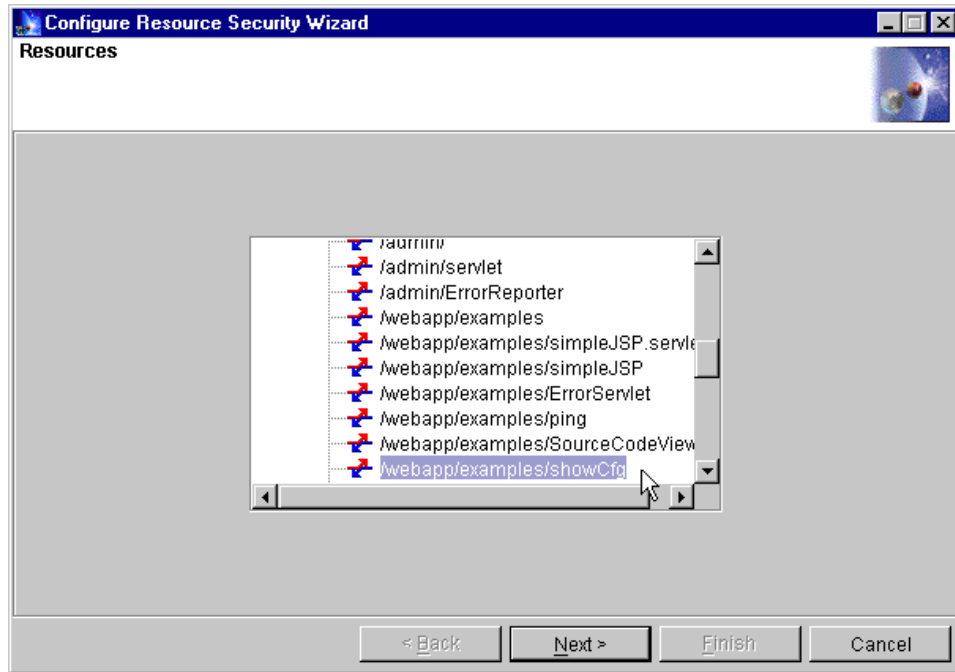 Configure Resource Security Wizard
Resources
/admin/
/admin/servlet
/admin/ErrorReporter
/webapp/examples
/webapp/examples/simpleJSP.servle
/webapp/examples/simpleJSP
/webapp/examples/ErrorServlet
/webapp/examples/ping
/webapp/examples/SourceCodeView
/webapp/examples/showCfg
< Back Next > Finish Cancel